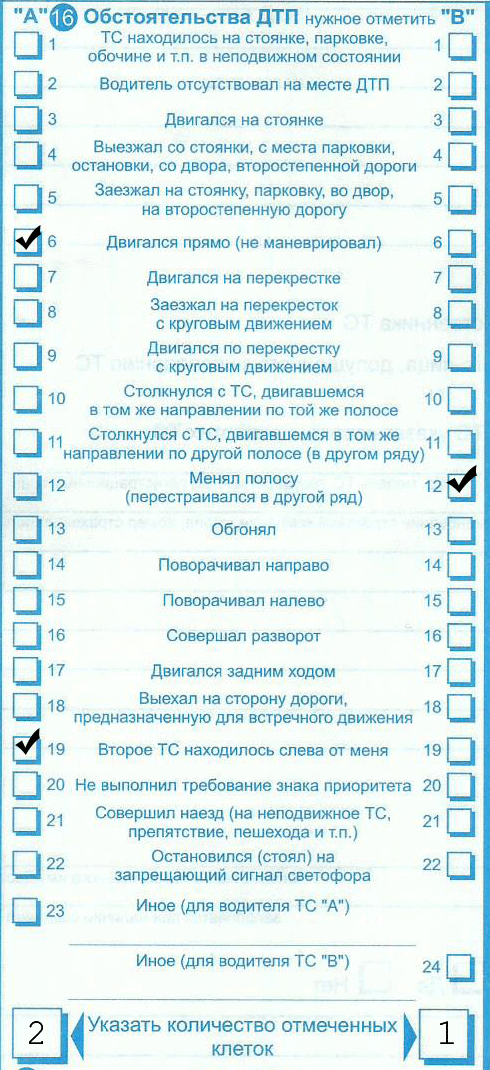 "А" 16 Обстоятельства ДТП нужное отметить "В"
1 ТС находилось на стоянке, парковке, 1
обочине и т.п. в неподвижном состоянии
2 Водитель отсутствовал на месте ДТП 2
3 Двигался на стоянке 3
4 Выезжал со стоянки, с места парковки, 4
остановки, со двора, второстепенной дороги
5 Заезжал на стоянку, парковку, во двор, 5
на второстепенную дорогу
6 Двигался прямо (не маневрировал) 6
7 Двигался на перекрестке 7
8 Заезжал на перекресток 8
с круговым движением
9 Двигался по перекрестку 9
с круговым движением
10 Столкнулся с ТС, двигавшемся 10
в том же направлении по той же полосе
11 Столкнулся с ТС, двигавшемся в том же 11
направлении по другой полосе (в другом ряду)
12 Менял полосу 12
(перестраивался в другой ряд)
13 Обгонял 13
14 Поворачивал направо 14
15 Поворачивал налево 15
16 Совершал разворот 16
17 Двигался задним ходом 17
18 Выехал на сторону дороги, 18
предназначенную для встречного движения
19 Второе ТС находилось слева от меня 19
20 Не выполнил требование знака приоритета 20
21 Совершил наезд (на неподвижное ТС, 21
препятствие, пешехода и т.п.)
22 Остановился (стоял) на 22
запрещающий сигнал светофора
23 Иное (для водителя ТС "А")
Иное (для водителя ТС "В") 24
2 Указать количество отмеченных 1
клеток